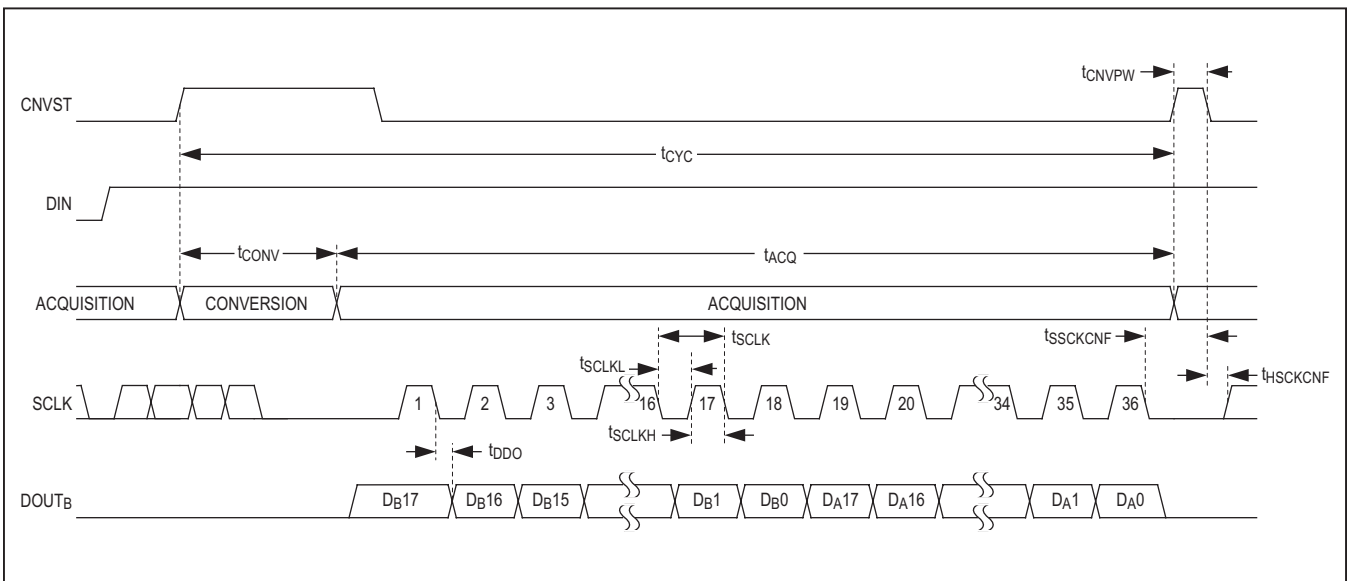 tCNVPW
CNVST
tCYC
DIN
tCONV
tACQ
ACQUISITION
CONVERSION
ACQUISITION
tSCLK
tSSCKCNF
tSCLKL
tHSCKCNF
SCLK
1
2
3
16
17
18
19
20
34
35
36
tSCLKH
tDDO
DOUTB
DB17
DB16
DB15
DB1
DB0
DA17
DA16
DA1
DA0